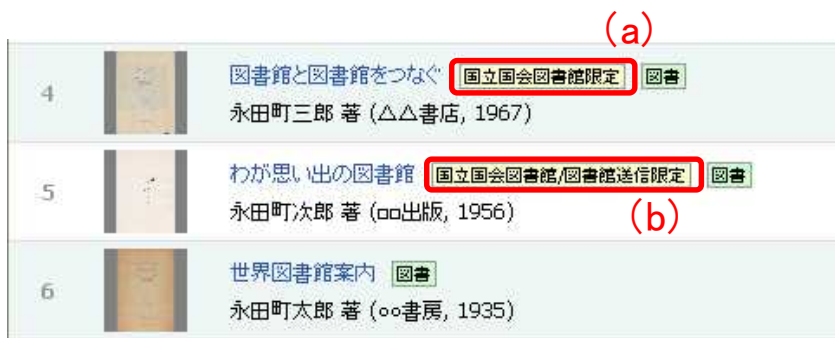 (a)
4
図書館と図書館をつなぐ 国立国会図書館限定 図書
永田町三郎 著 (△△書店, 1967)
5
わが思い出の図書館 国立国会図書館/図書館送信限定 図書
永田町次郎 著 (□□出版, 1956)
(b)
6
世界図書館案内 図書
永田町太郎 著 (○○書房, 1935)